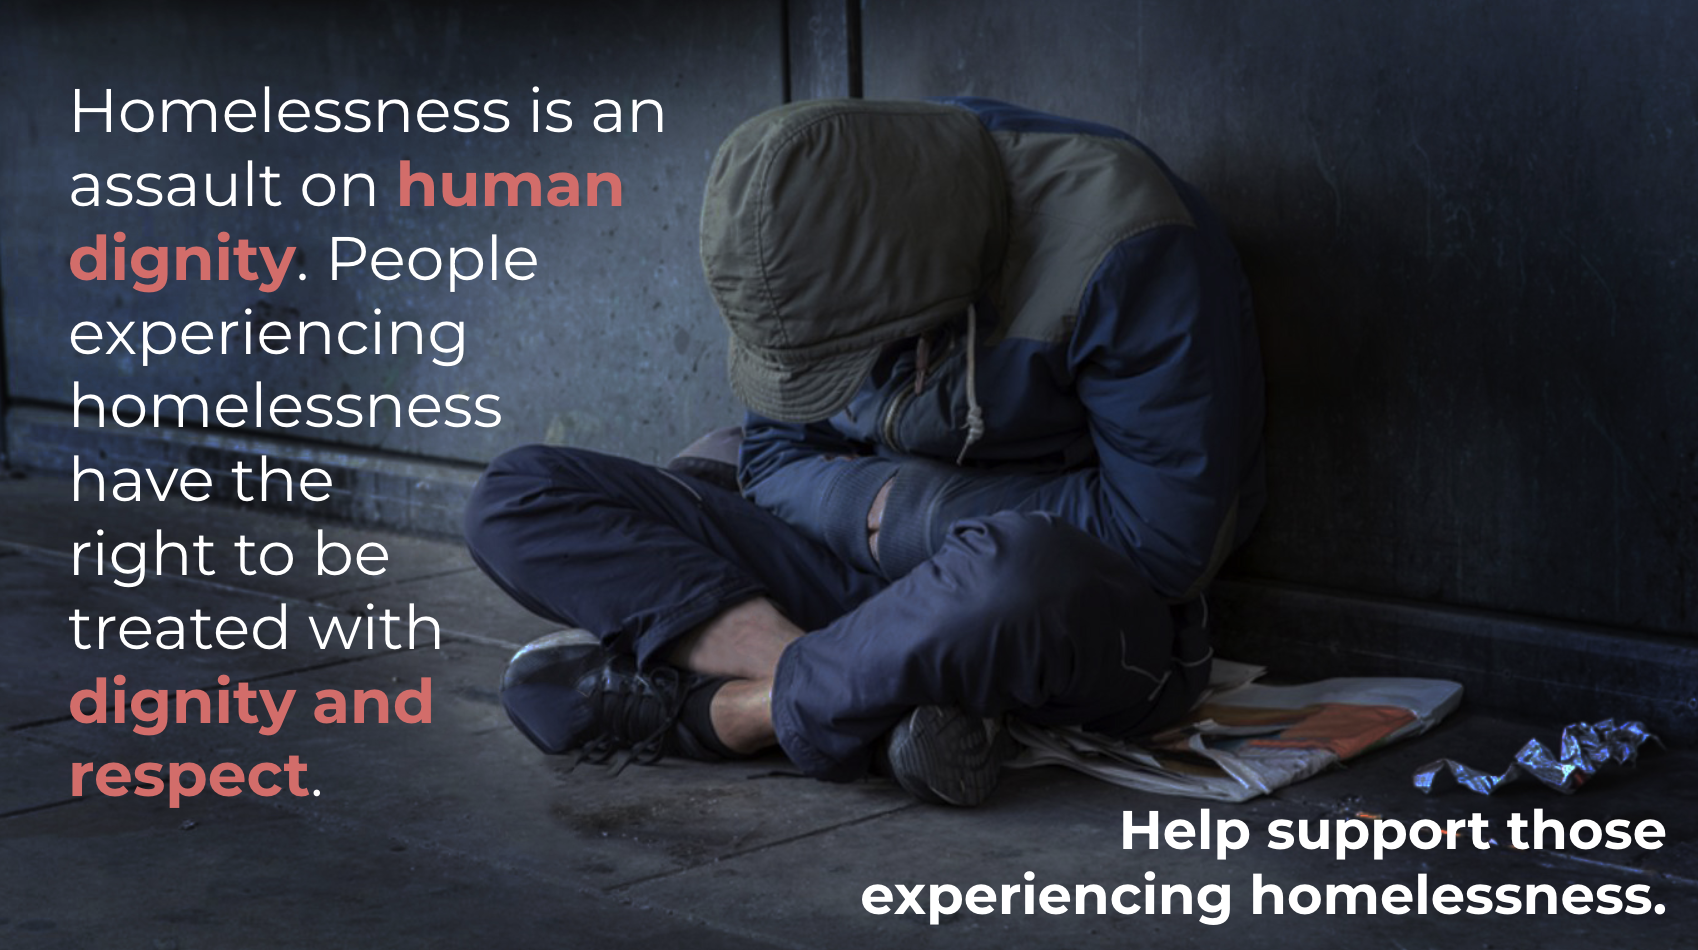 Homelessness is an
assault on human
dignity. People
experiencing
homelessness
have the
right to be
treated with
dignity and
respect.
Help support those
experiencing homelessness.